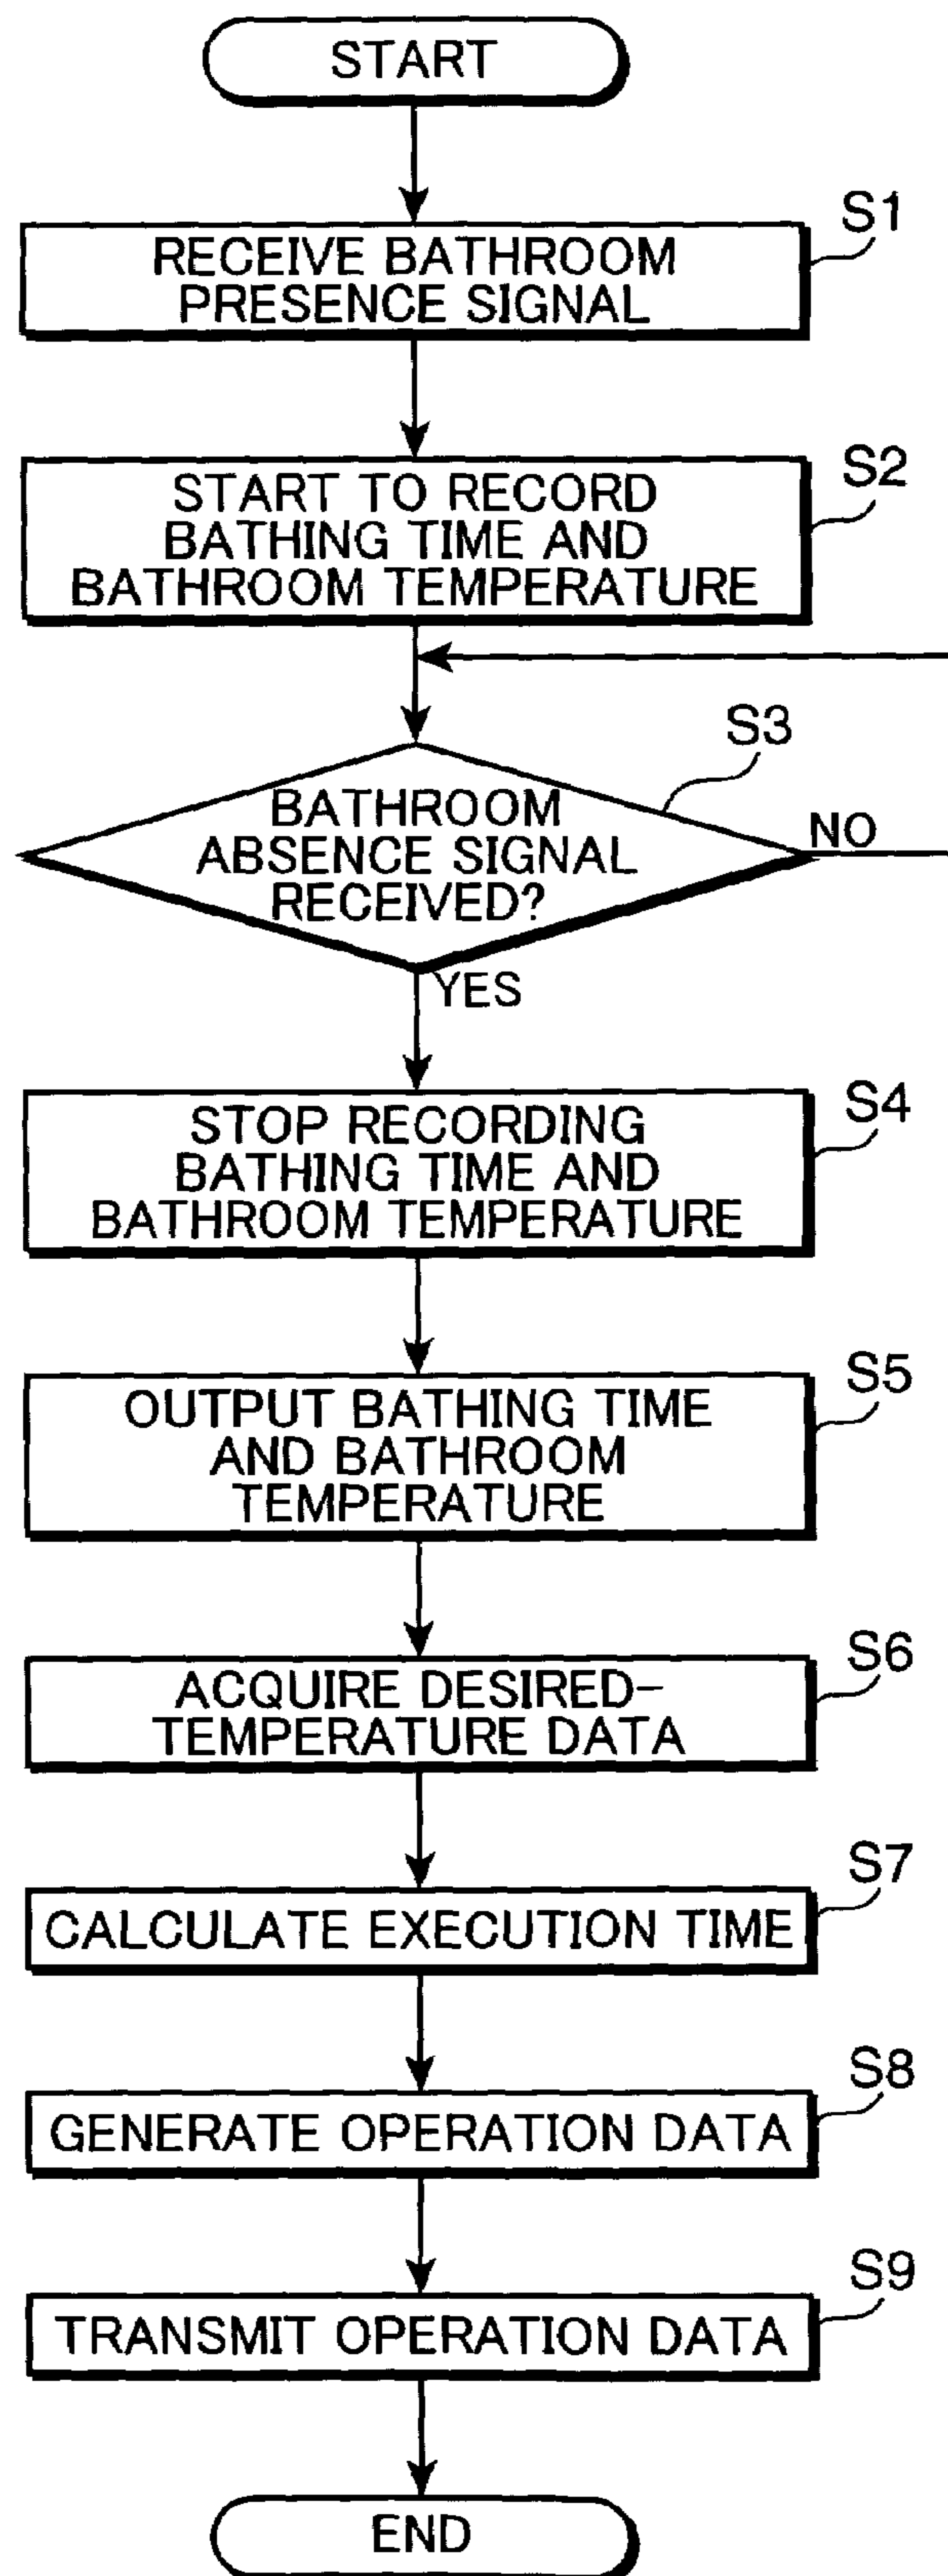 START
S1
RECEIVE BATHROOM
PRESENCE SIGNAL
S2
START TO RECORD
BATHING TIME AND
BATHROOM TEMPERATURE
S3
BATHROOM
ABSENCE SIGNAL
RECEIVED?
NO
YES
S4
STOP RECORDING
BATHING TIME AND
BATHROOM TEMPERATURE
S5
OUTPUT BATHING TIME
AND BATHROOM
TEMPERATURE
S6
ACQUIRE DESIRED-
TEMPERATURE DATA
S7
CALCULATE EXECUTION TIME
S8
GENERATE OPERATION DATA
S9
TRANSMIT OPERATION DATA
END